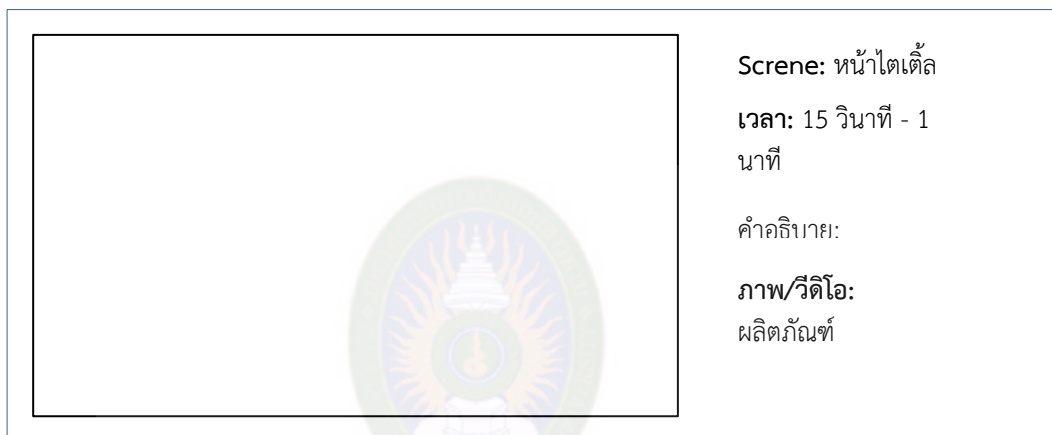 Screne: หน้าไตเติ้ล
เวลา: 15 วินาที - 1
นาที
คำอธิบาย:
ภาพ/วีดิโอ:
ผลิตภัณฑ์